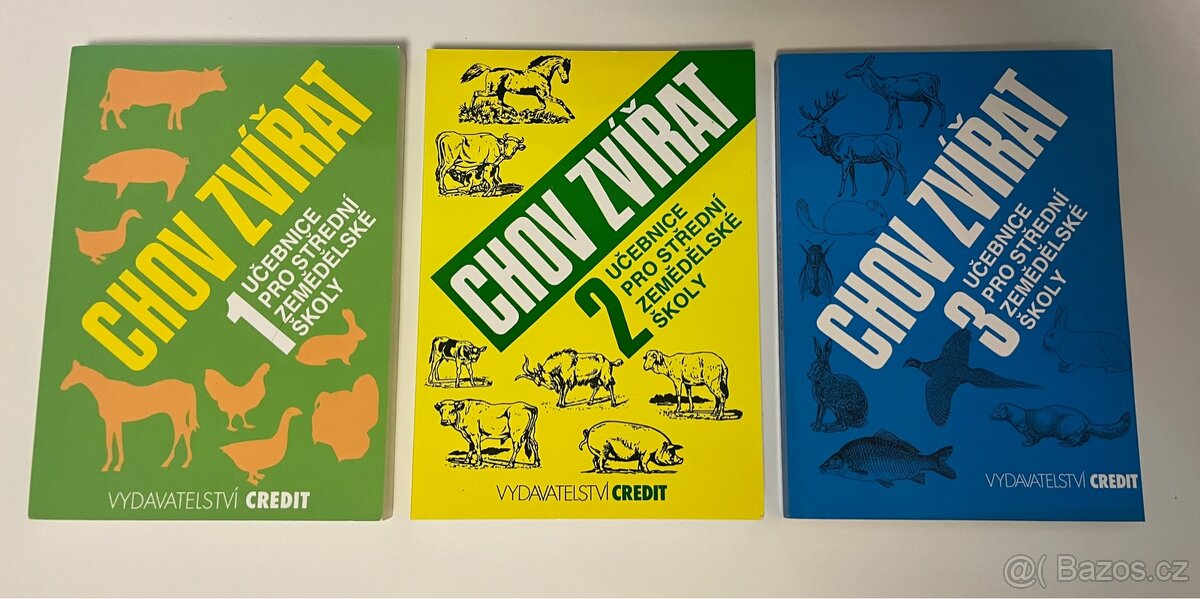 CHOV ZVÍŘAT
1
UČEBNICE
PRO STŘEDNÍ
ZEMĚDĚLSKÉ
ŠKOLY
VYDAVATELSTVÍ CREDIT
CHOV ZVÍŘAT
2
UČEBNICE
PRO STŘEDNÍ
ZEMĚDĚLSKÉ
ŠKOLY
VYDAVATELSTVÍ CREDIT
CHOV ZVÍŘAT
3
UČEBNICE
PRO STŘEDNÍ
ZEMĚDĚLSKÉ
ŠKOLY
VYDAVATELSTVÍ CREDIT
@( Bazos.cz